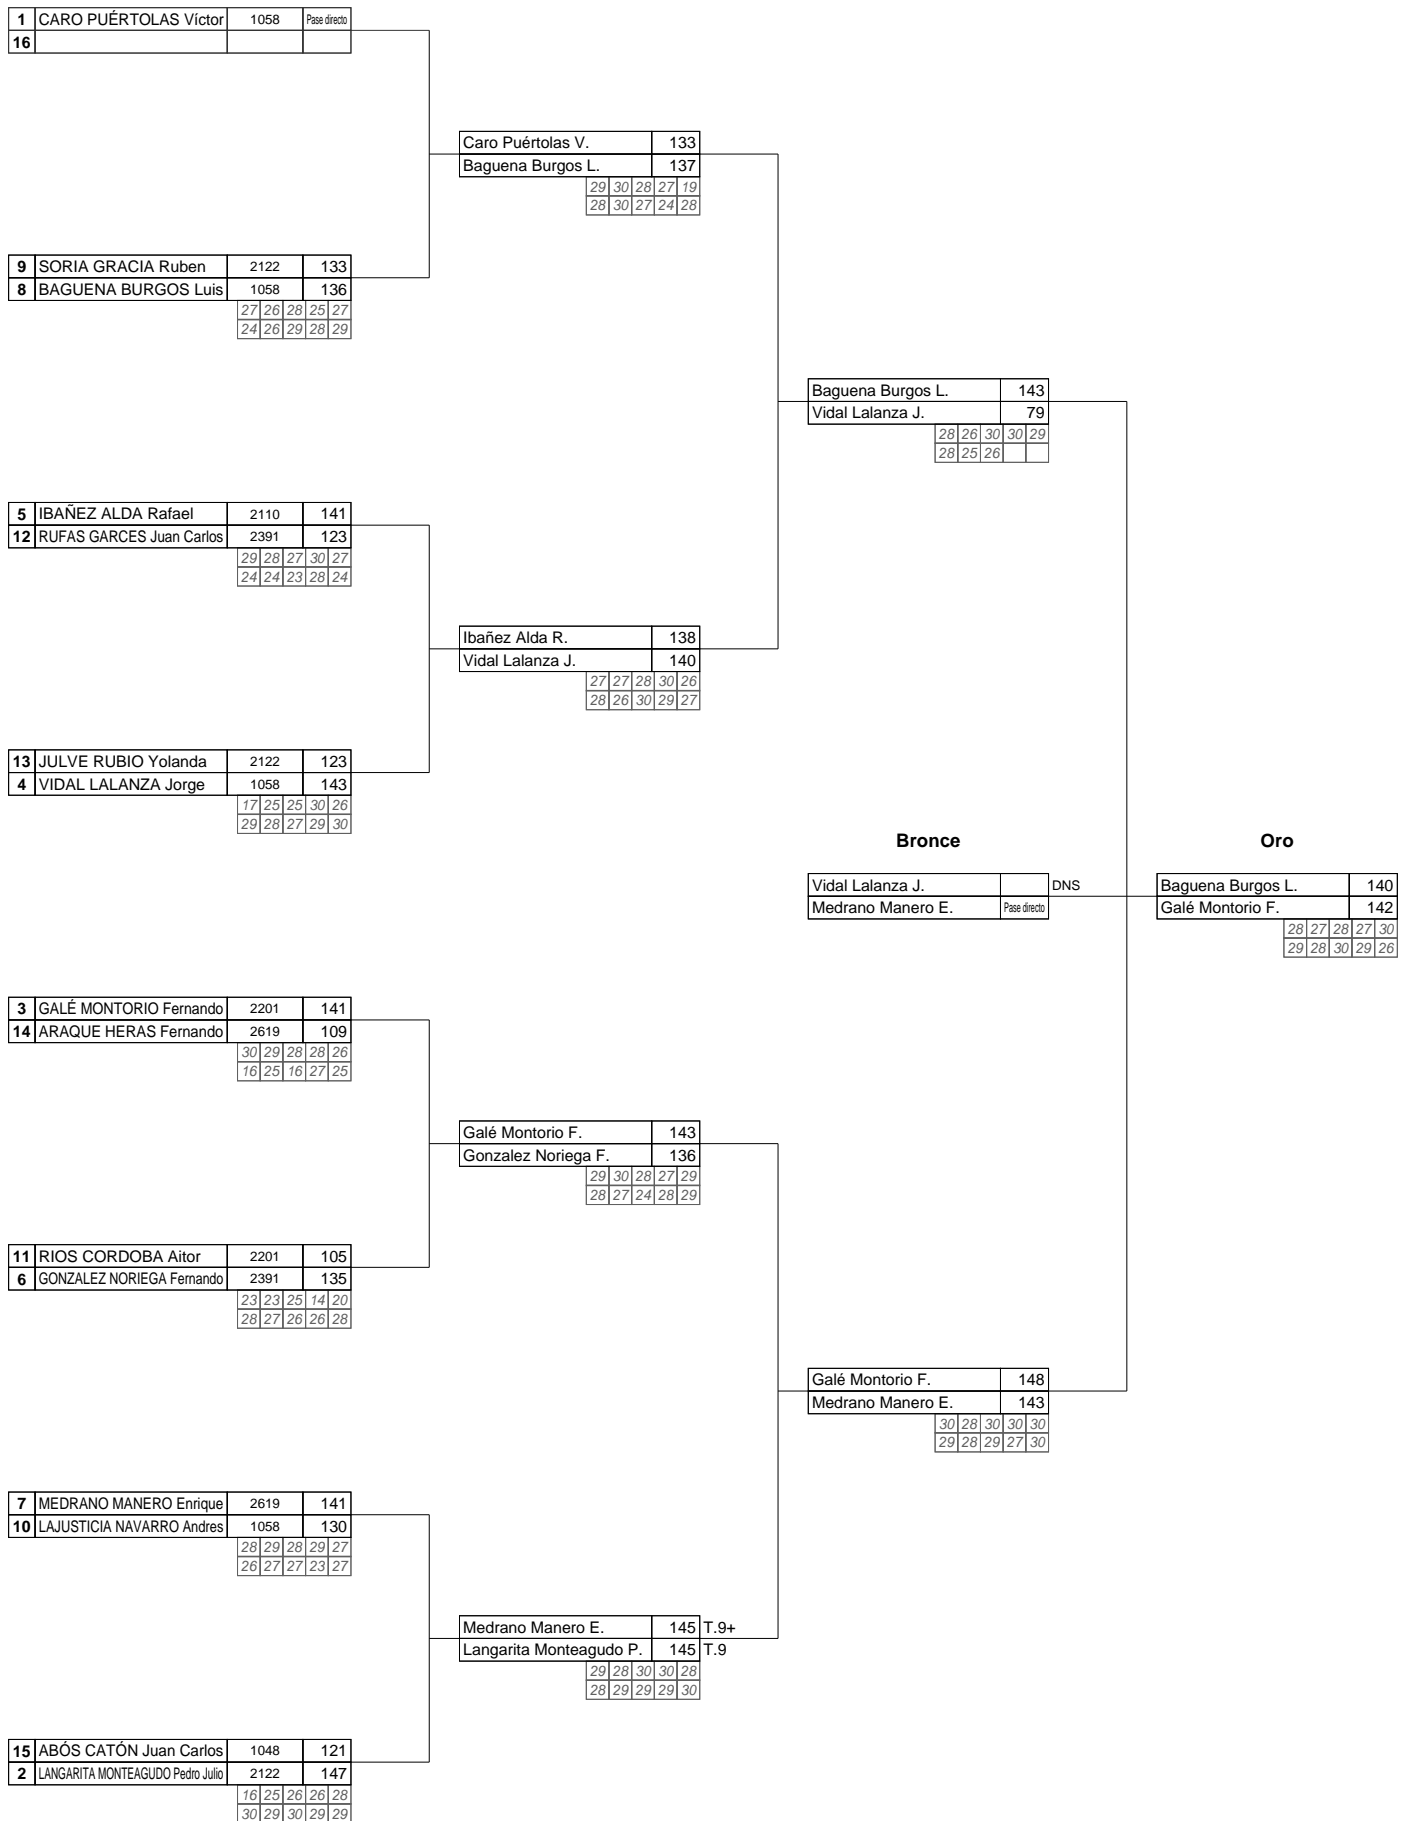 1 CARO PUÉRTOLAS Víctor 1058 Pase directo
16
Caro Puértolas V. 133
Baguena Burgos L. 137
29 30 28 27 19
28 30 27 24 28
9 SORIA GRACIA Ruben 2122 133
8 BAGUENA BURGOS Luis 1058 136
27 26 28 25 27
24 26 29 28 29
Baguena Burgos L. 143
Vidal Lalanza J. 79
28 26 30 30 29
28 25 26
5 IBAÑEZ ALDA Rafael 2110 141
12 RUFAS GARCES Juan Carlos 2391 123
29 28 27 30 27
24 24 23 28 24
Ibañez Alda R. 138
Vidal Lalanza J. 140
27 27 28 30 26
28 26 30 29 27
13 JULVE RUBIO Yolanda 2122 123
4 VIDAL LALANZA Jorge 1058 143
17 25 25 30 26
29 28 27 29 30
Bronce Oro
Vidal Lalanza J. DNS
Medrano Manero E. Pase directo
Baguena Burgos L. 140
Galé Montorio F. 142
28 27 28 27 30
29 28 30 29 26
3 GALÉ MONTORIO Fernando 2201 141
14 ARAQUE HERAS Fernando 2619 109
30 29 28 28 26
16 25 16 27 25
Galé Montorio F. 143
Gonzalez Noriega F. 136
29 30 28 27 29
28 27 24 28 29
11 RIOS CORDOBA Aitor 2201 105
6 GONZALEZ NORIEGA Fernando 2391 135
23 23 25 14 20
28 27 26 26 28
Galé Montorio F. 148
Medrano Manero E. 143
30 28 30 30 30
29 28 29 27 30
7 MEDRANO MANERO Enrique 2619 141
10 LAJUSTICIA NAVARRO Andres 1058 130
28 29 28 29 27
26 27 27 23 27
Medrano Manero E. 145 T.9+
Langarita Monteagudo P. 145 T.9
29 28 30 30 28
28 29 29 29 30
15 ABÓS CATÓN Juan Carlos 1048 121
2 LANGARITA MONTEAGUDO Pedro Julio 2122 147
16 25 26 26 28
30 29 30 29 29